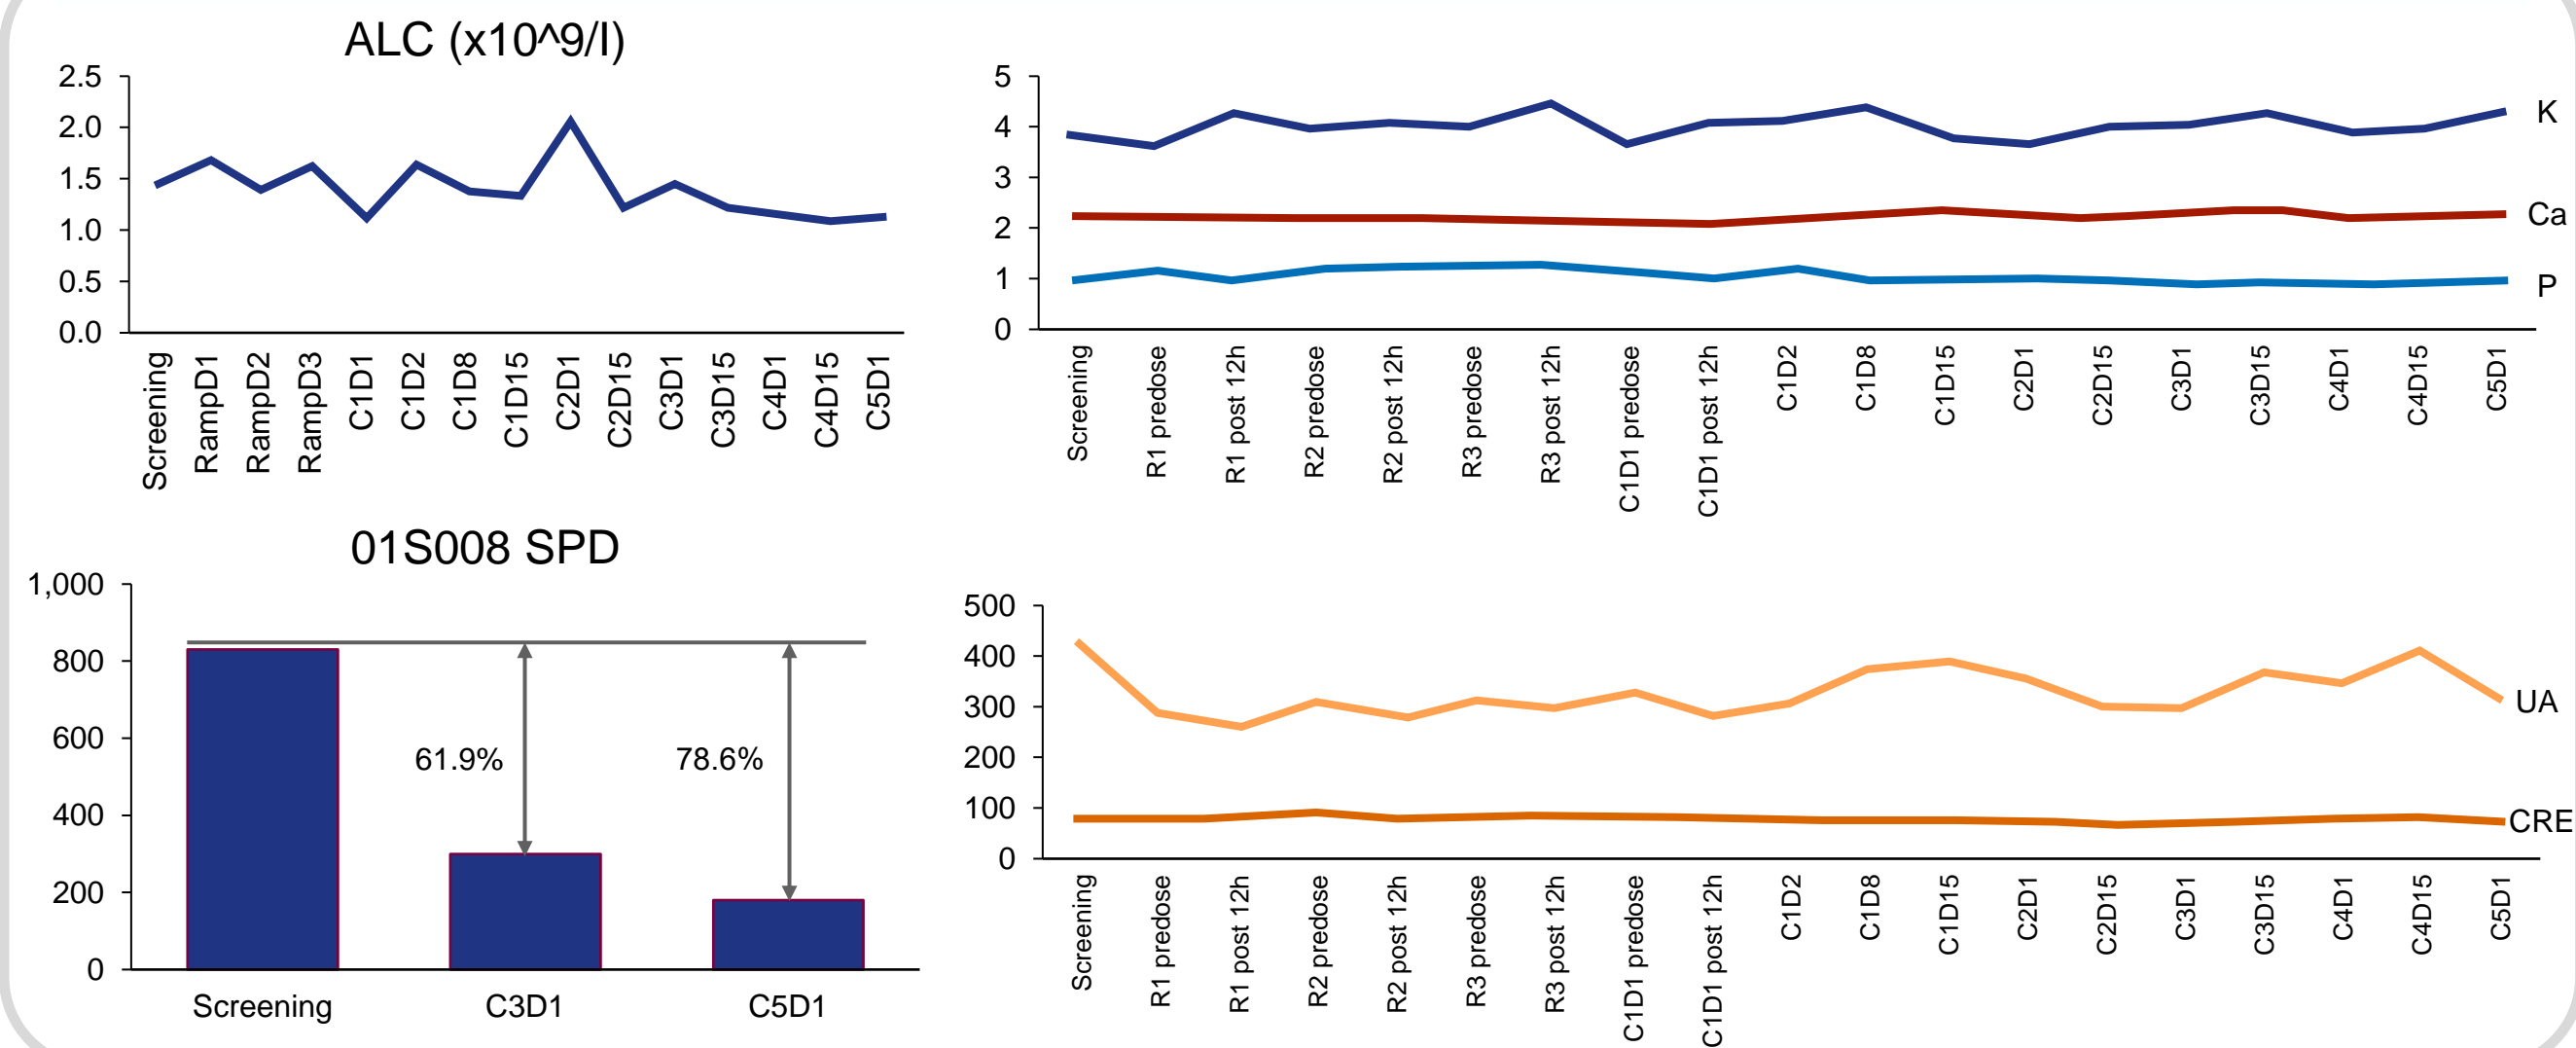 ALC (x10^9/l)
2.5
2.0
1.5
1.0
0.5
0.0
Screening
RampD1
RampD2
RampD3
C1D1
C1D2
C1D8
C1D15
C2D1
C2D15
C3D1
C3D15
C4D1
C4D15
C5D1
5
4
3
2
1
0
K
Ca
P
Screening
R1 predose
R1 post 12h
R2 predose
R2 post 12h
R3 predose
R3 post 12h
C1D1 predose
C1D1 post 12h
C1D2
C1D8
C1D15
C2D1
C2D15
C3D1
C3D15
C4D1
C4D15
C5D1
01S008 SPD
1,000
800
600
400
200
0
61.9%
78.6%
Screening
C3D1
C5D1
500
400
300
200
100
0
UA
CRE
Screening
R1 predose
R1 post 12h
R2 predose
R2 post 12h
R3 predose
R3 post 12h
C1D1 predose
C1D1 post 12h
C1D2
C1D8
C1D15
C2D1
C2D15
C3D1
C3D15
C4D1
C4D15
C5D1